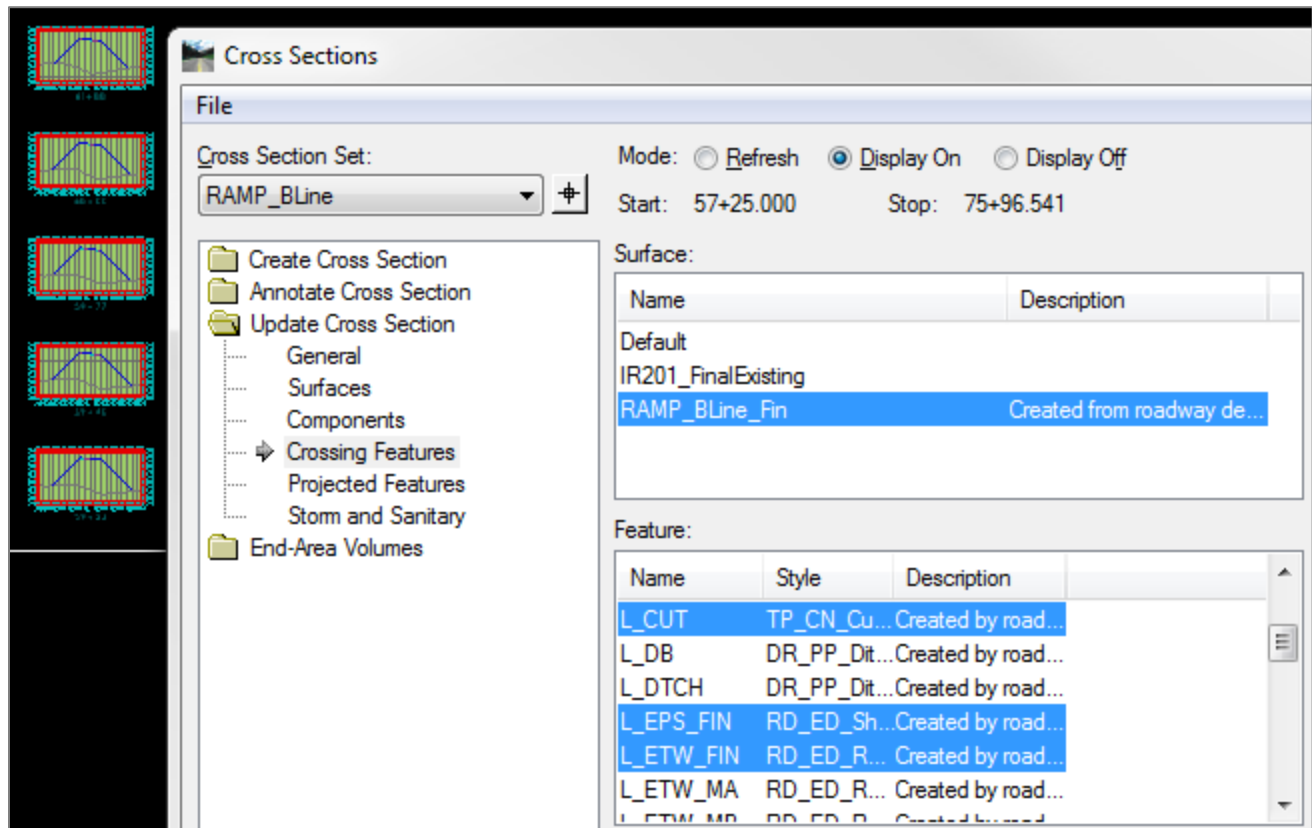 Cross Sections
File
Cross Section Set:
RAMP_BLine
Mode: Refresh Display On Display Off
Start: 57+25.000 Stop: 75+96.541
Create Cross Section
Annotate Cross Section
Update Cross Section
General
Surfaces
Components
Crossing Features
Projected Features
Storm and Sanitary
End-Area Volumes
Surface:
Name Description
Default
IR201_FinalExisting
RAMP_BLine_Fin Created from roadway de...
Feature:
Name Style Description
L_CUT TP_CN_Cu... Created by road...
L_DB DR_PP_Dit... Created by road...
L_DTCH DR_PP_Dit... Created by road...
L_EPS_FIN RD_ED_Sh... Created by road...
L_ETW_FIN RD_ED_R... Created by road...
L_ETW_MA RD_ED_R... Created by road...